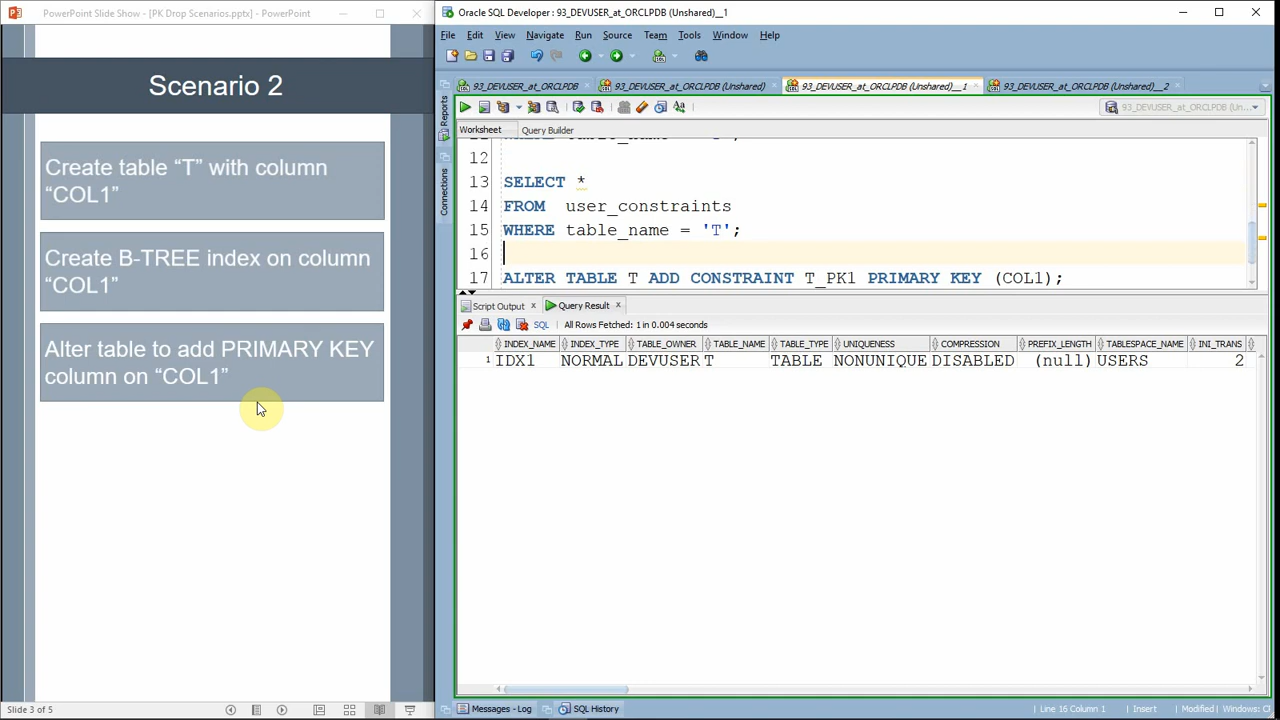 PowerPoint Slide Show - [PK Drop Scenarios.pptx] - PowerPoint
Scenario 2
Create table “T” with column
“COL1”
Create B-TREE index on column
“COL1”
Alter table to add PRIMARY KEY
column on “COL1”
Slide 3 of 5
Oracle SQL Developer : 93_DEVUSER_at_ORCLPDB (Unshared)__1
File Edit View Navigate Run Source Team Tools Window Help
93_DEVUSER_at_ORCLPDB 93_DEVUSER_at_ORCLPDB (Unshared) 93_DEVUSER_at_ORCLPDB (Unshared)__1 93_DEVUSER_at_ORCLPDB (Unshared)__2
93_DEVUSER_at_ORCLPDB (Un...
Reports
Connections
Worksheet Query Builder
12
13 SELECT *
14 FROM user_constraints
15 WHERE table_name = 'T';
16
17 ALTER TABLE T ADD CONSTRAINT T_PK1 PRIMARY KEY (COL1);
Script Output Query Result
SQL All Rows Fetched: 1 in 0.004 seconds
INDEX_NAME INDEX_TYPE TABLE_OWNER TABLE_NAME TABLE_TYPE UNIQUENESS COMPRESSION PREFIX_LENGTH TABLESPACE_NAME INI_TRANS
1 IDX1 NORMAL DEVUSER T TABLE NONUNIQUE DISABLED (null) USERS 2
Messages - Log SQL History
Line 16 Column 1 Insert Modified Windows: C